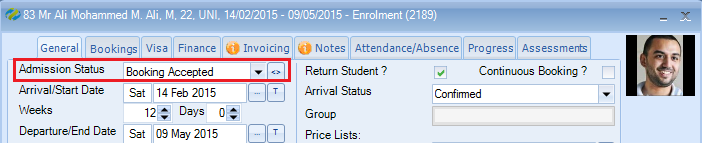 83 Mr Ali Mohammed M. Ali, M, 22, UNI, 14/02/2015 - 09/05/2015 - Enrolment (2189)
General Bookings Visa Finance Invoicing Notes Attendance/Absence Progress Assessments
Admission Status Booking Accepted <> Return Student ? Continuous Booking ?
Arrival/Start Date Sat 14 Feb 2015 ... T Arrival Status Confirmed
Weeks 12 Days 0 Group
Departure/End Date Sat 09 May 2015 ... T Price Lists: